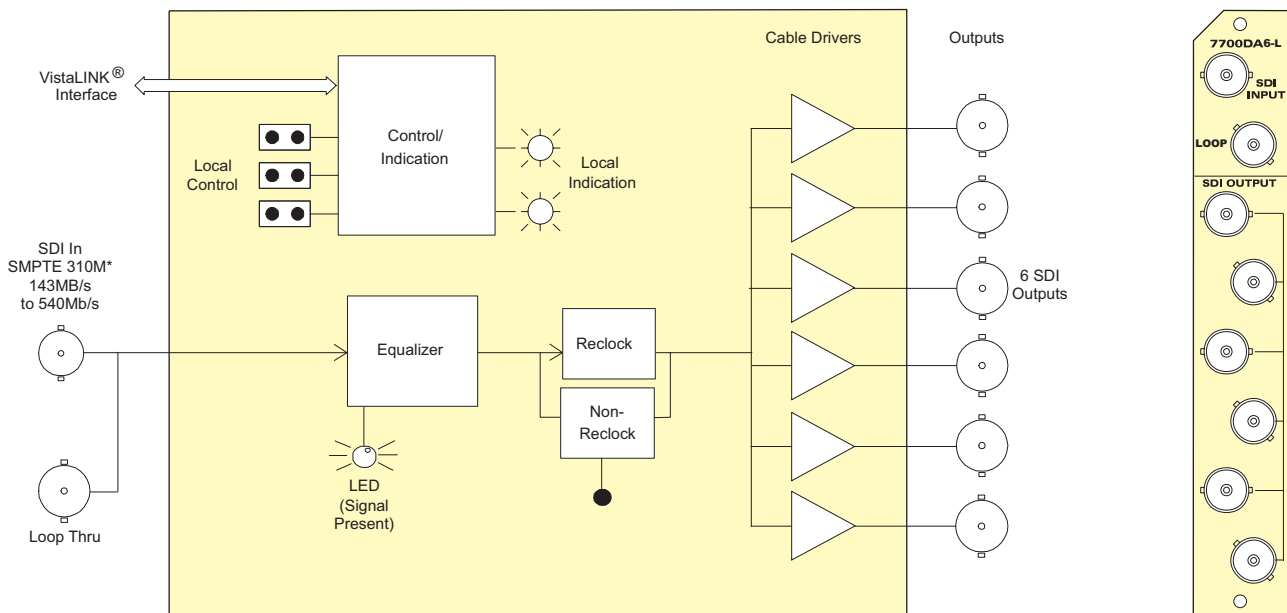 Cable Drivers
Outputs
VistaLINK®
Interface
Control/
Indication
Local
Control
Local
Indication
SDI In
SMPTE 310M*
143MB/s
to 540Mb/s
Equalizer
Reclock
Non-
Reclock
LED
(Signal
Present)
Loop Thru
6 SDI
Outputs
7700DA6-L
SDI
INPUT
LOOP
SDI OUTPUT